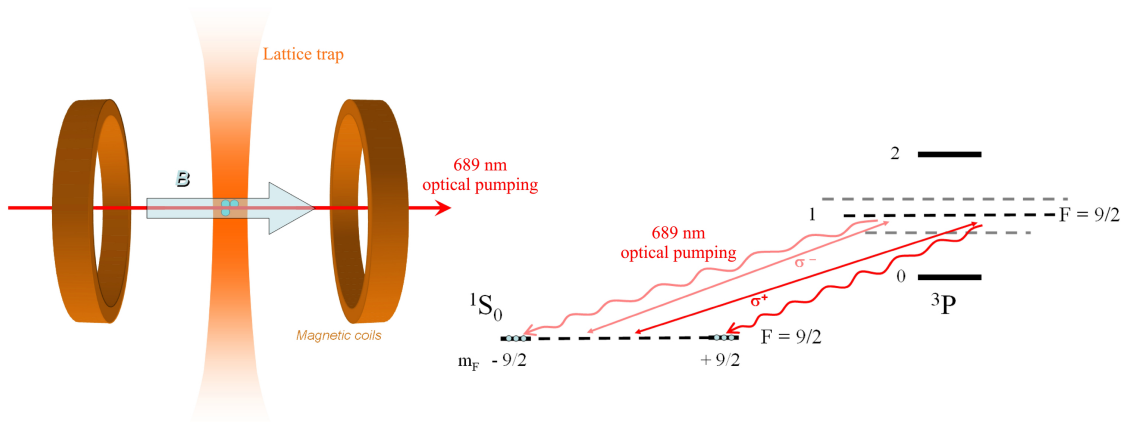 Lattice trap
B
689 nm
optical pumping
Magnetic coils
2
1
F = 9/2
689 nm
optical pumping
σ⁻
0
σ⁺
³P
¹S₀
F = 9/2
m_F
- 9/2
+ 9/2